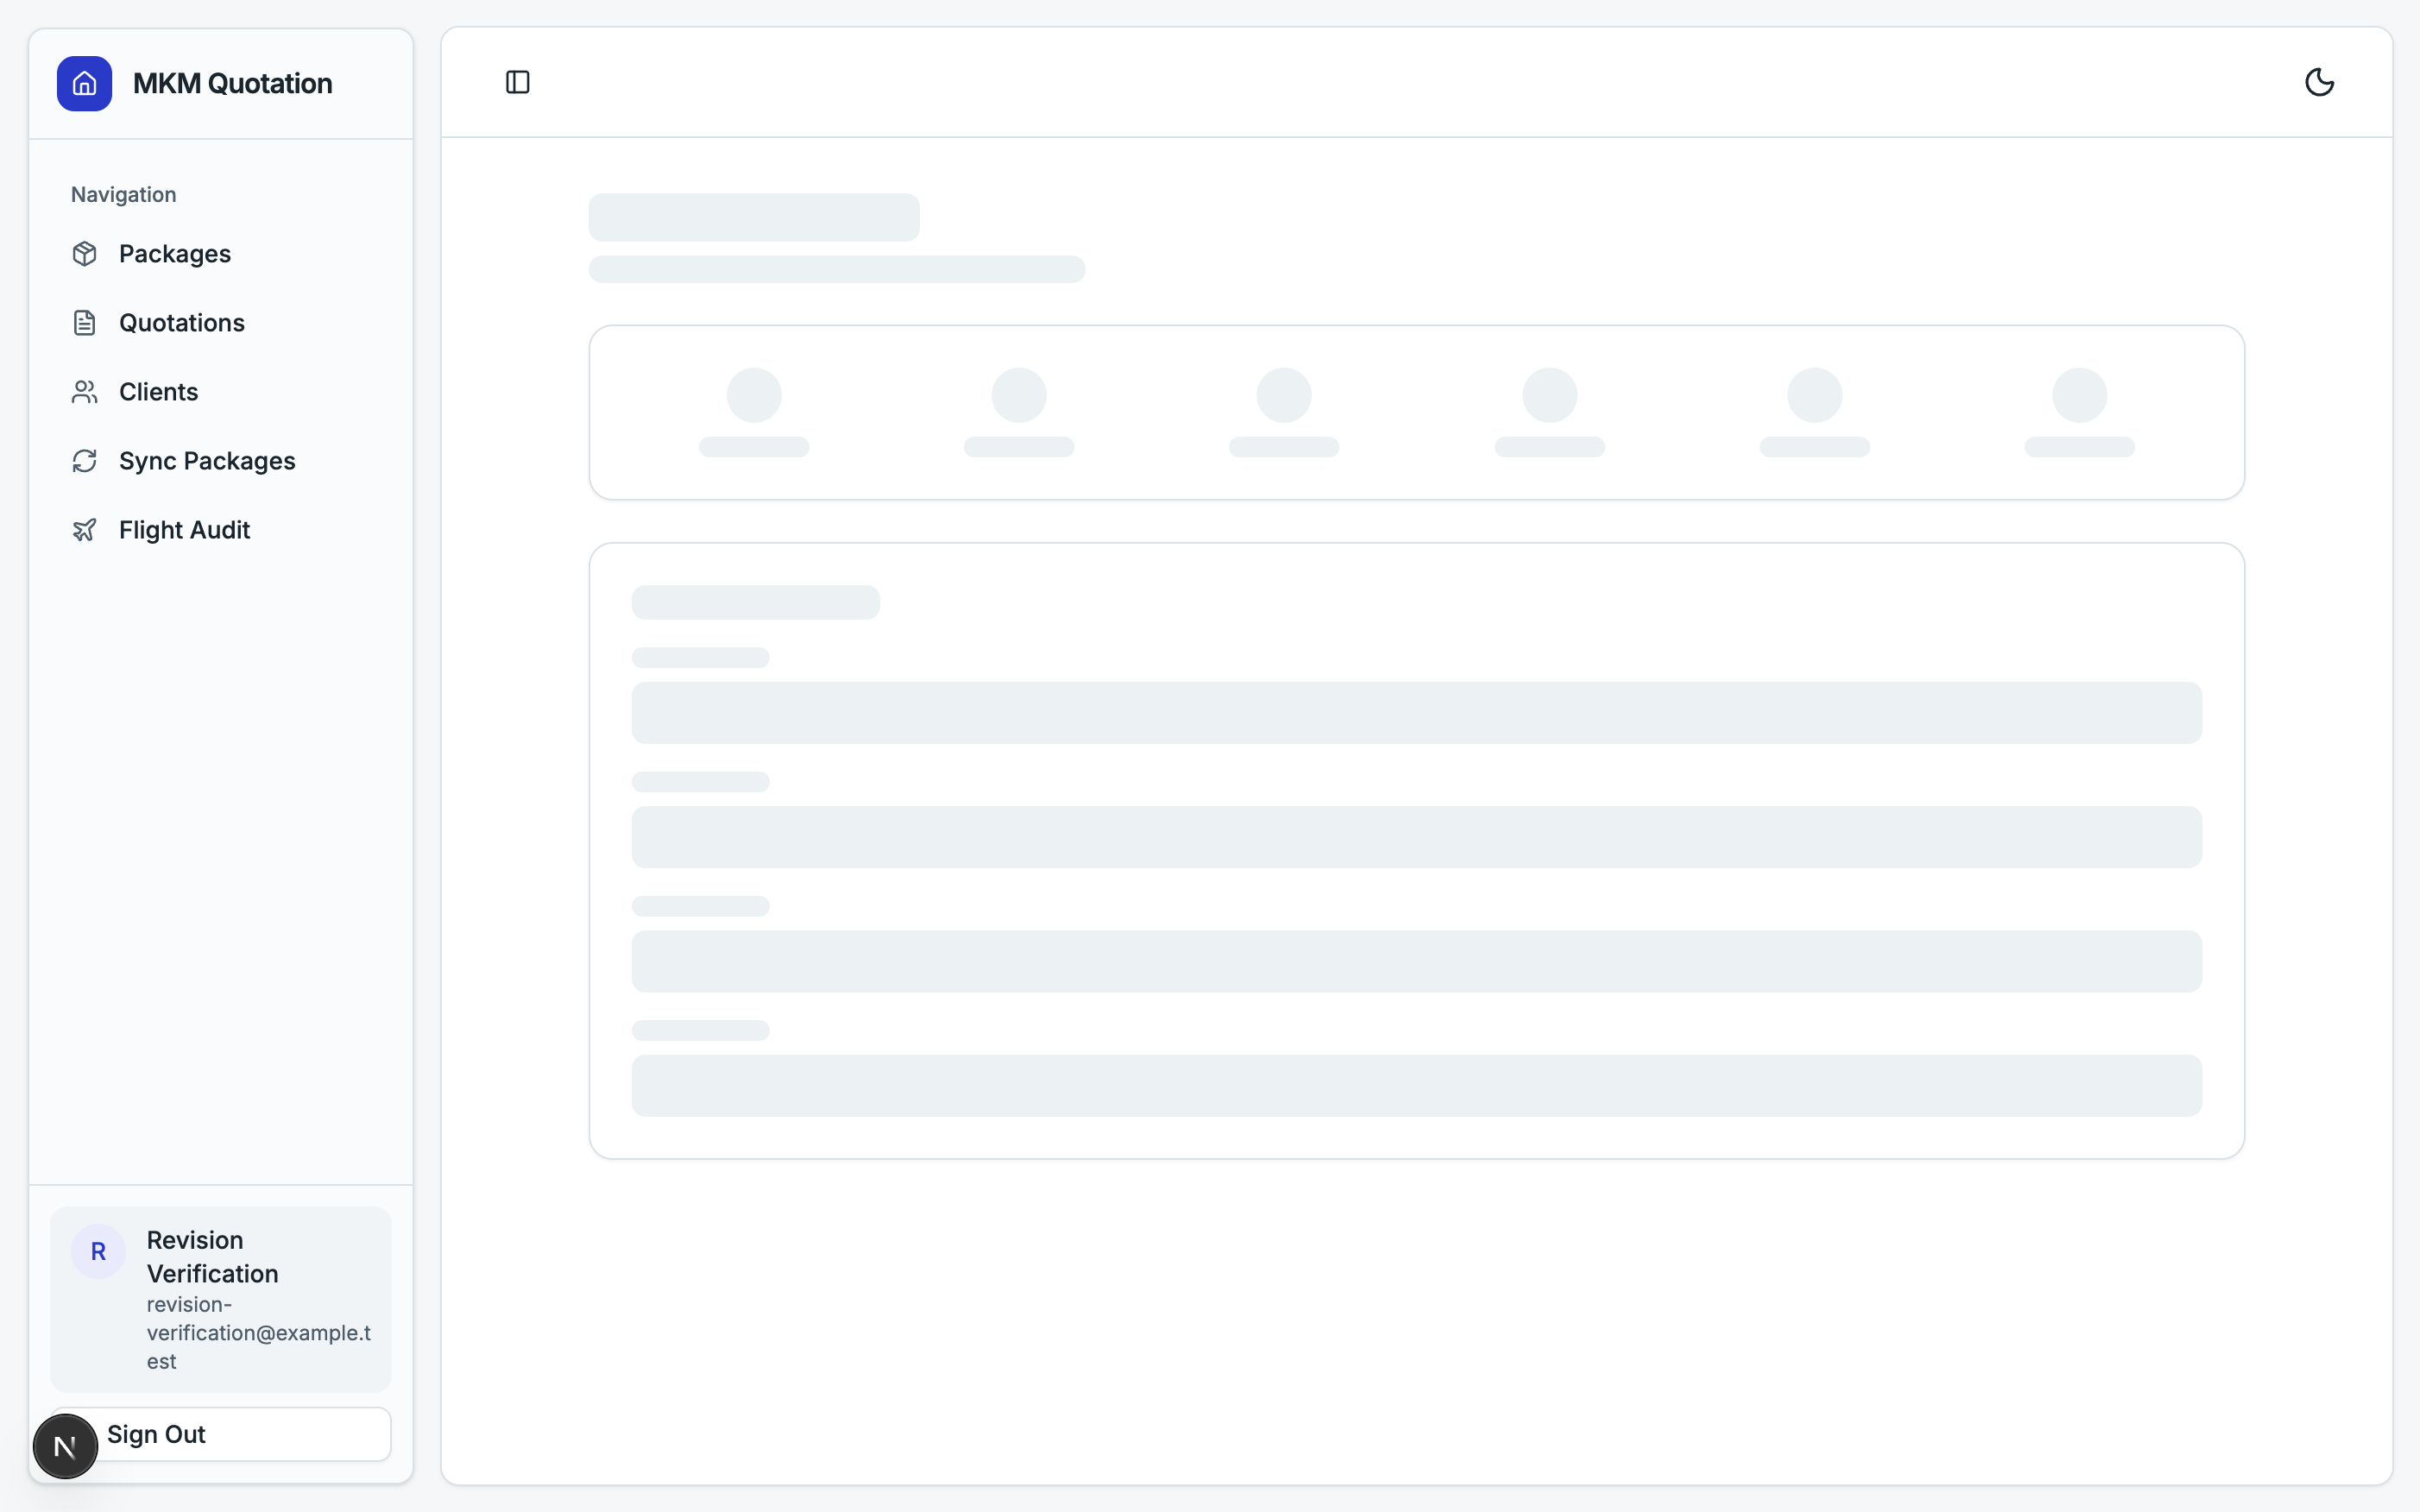 MKM Quotation
Navigation
Packages
Quotations
Clients
Sync Packages
Flight Audit
R
Revision
Verification
revision-
verification@example.t
est
Sign Out
N